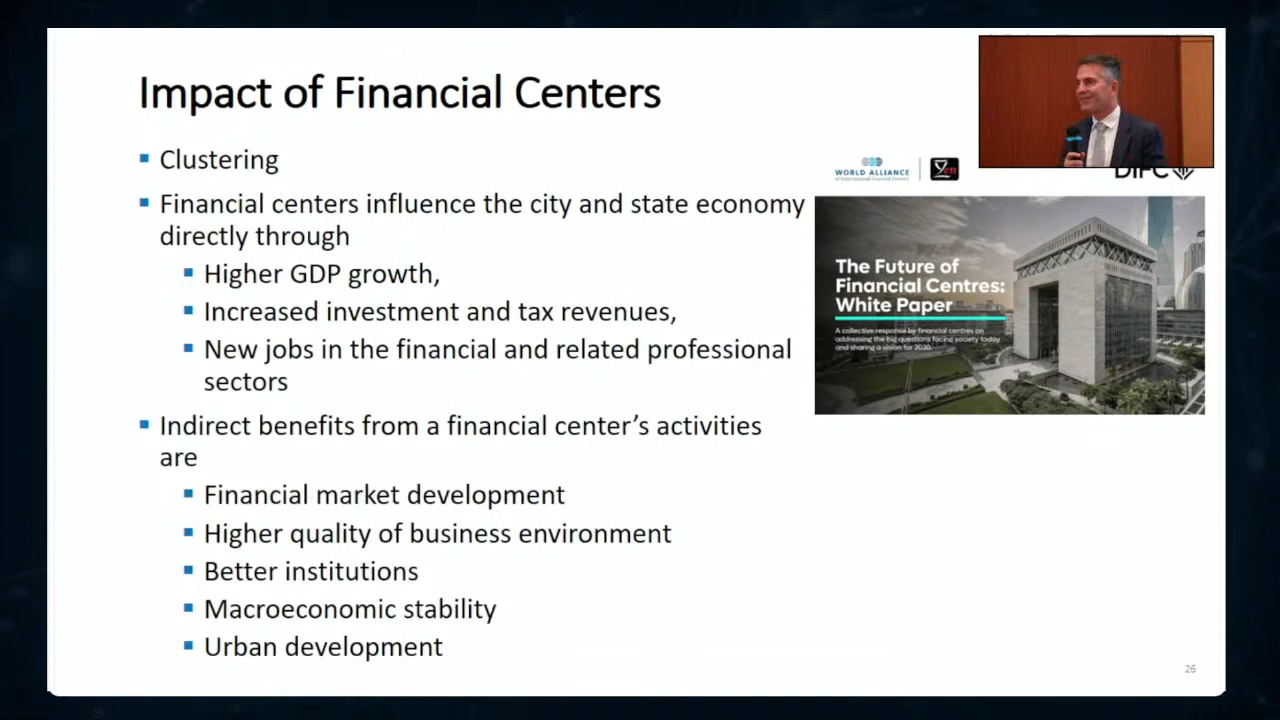 Impact of Financial Centers
Clustering
Financial centers influence the city and state economy
directly through
Higher GDP growth,
Increased investment and tax revenues,
New jobs in the financial and related professional
sectors
Indirect benefits from a financial center’s activities
are
Financial market development
Higher quality of business environment
Better institutions
Macroeconomic stability
Urban development
WORLD ALLIANCE
of International Financial Centers
DIFC
The Future of
Financial Centres:
White Paper
A collective response by financial centres on
addressing the big questions facing society today
and sharing a vision for 2030.
26